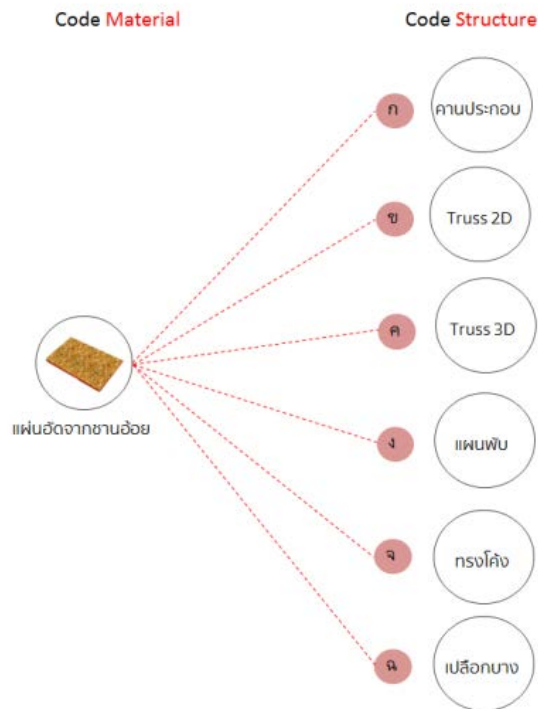 Code Material
Code Structure
ก
คานประกอบ
ข
Truss 2D
ค
Truss 3D
แผ่นอัดจากชานอ้อย
ง
แผนพับ
จ
ทรงโค้ง
ฉ
เปลือกบาง